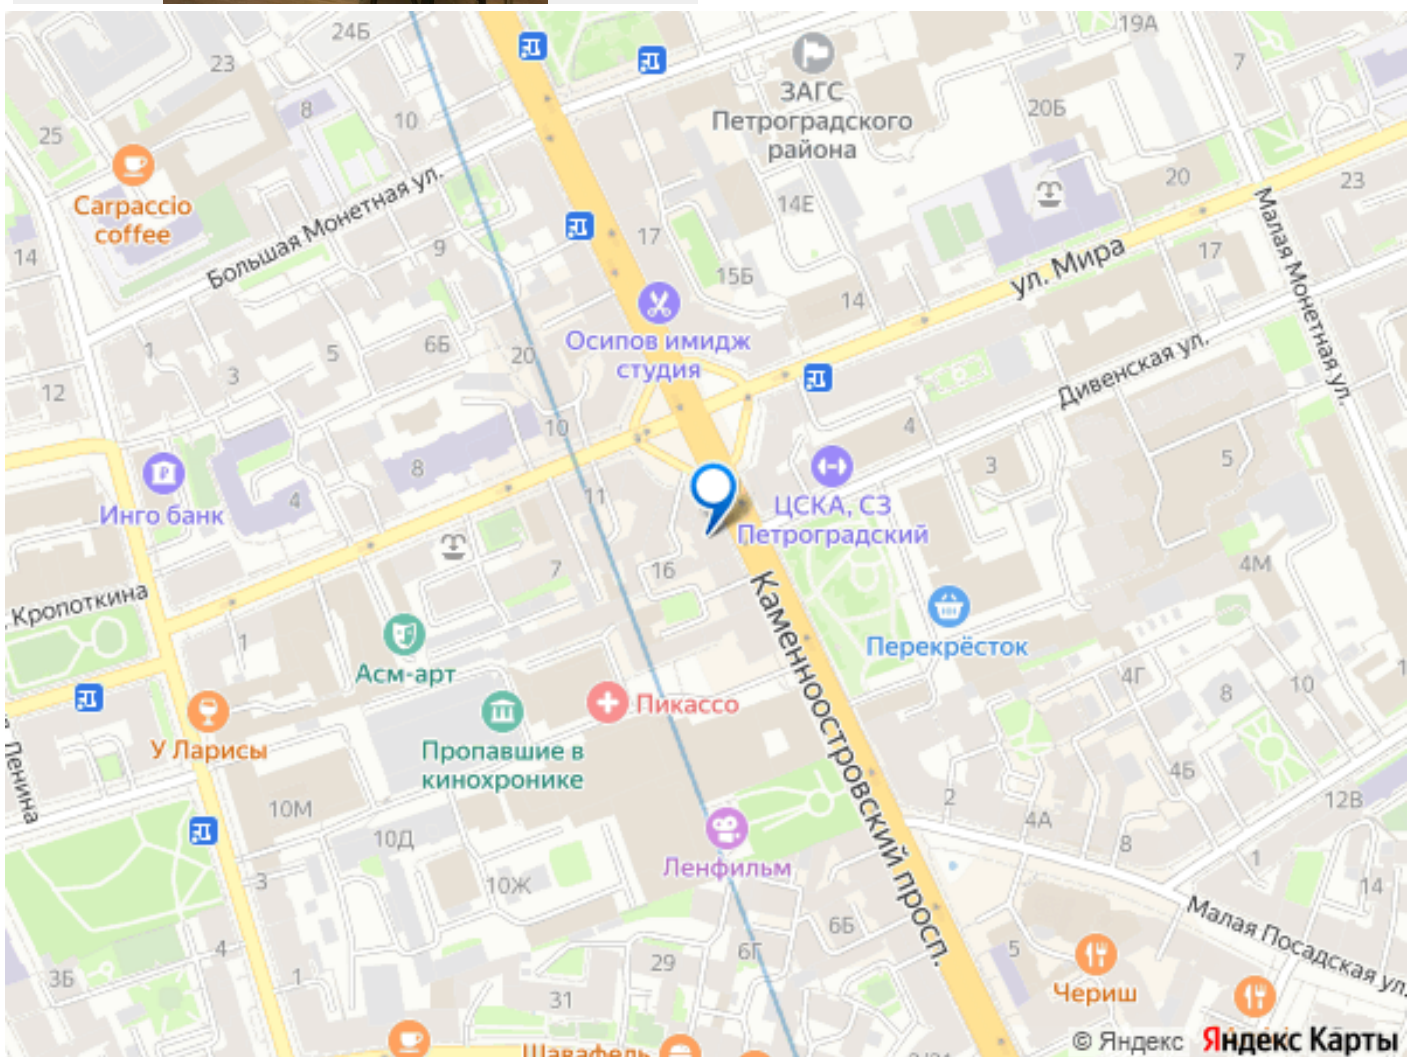 24Б
19А
23
7
ЗАГС
Петроградского
района
8
20Б
25
10
Carpaccio
coffee
Большая Монетная ул.
20
23
14Е
Малая Монетная ул.
14
9
17
17
ул. Мира
15Б
14
Осипов имидж
студия
1
5
6Б
20
3
12
Дивенская ул.
10
4
8
3
5
Инго банк
4
11
ЦСКА, СЗ
Петроградский
7
16
4М
Кропоткина
Каменноостровский просп.
1
Перекрёсток
Асм-арт
4Г
8
10
1
Пикассо
У Ларисы
Пропавшие в
кинохронике
Ленина
4Б
10М
2
12В
4А
10Д
8
1
Ленфильм
3
10Ж
14
6Б
Малая Посадская ул.
4
6Г
5
29
3Б
1
Чериш
31
Шавафель
© Яндекс Яндекс Карты